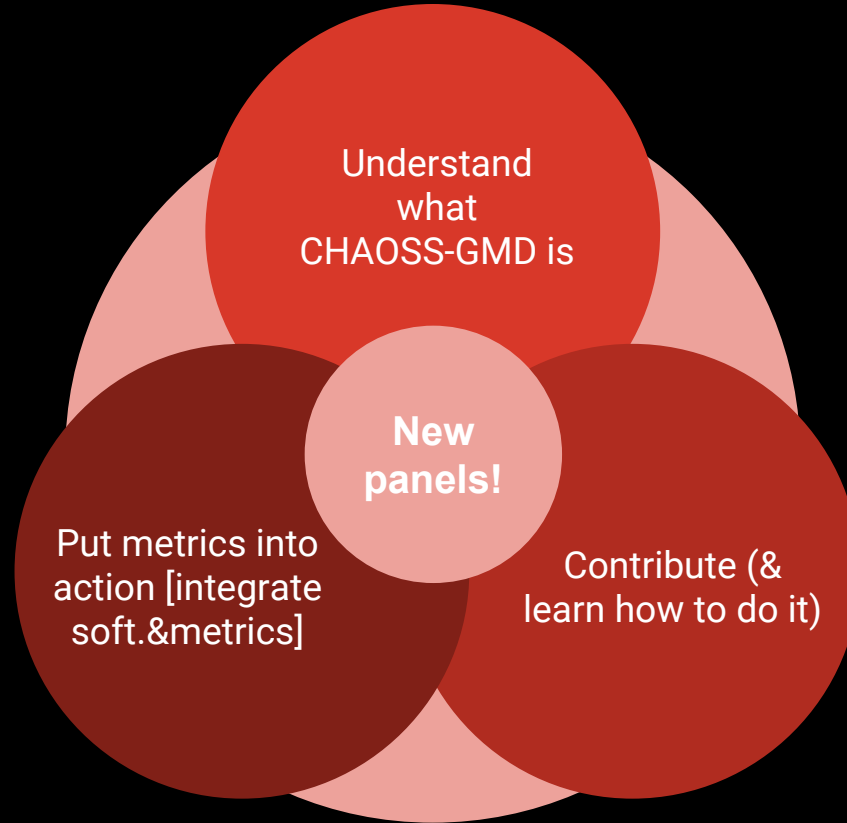 Understand
what
CHAOSS-GMD is
New
panels!
Put metrics into
action [integrate
soft.&metrics]
Contribute (&
learn how to do it)